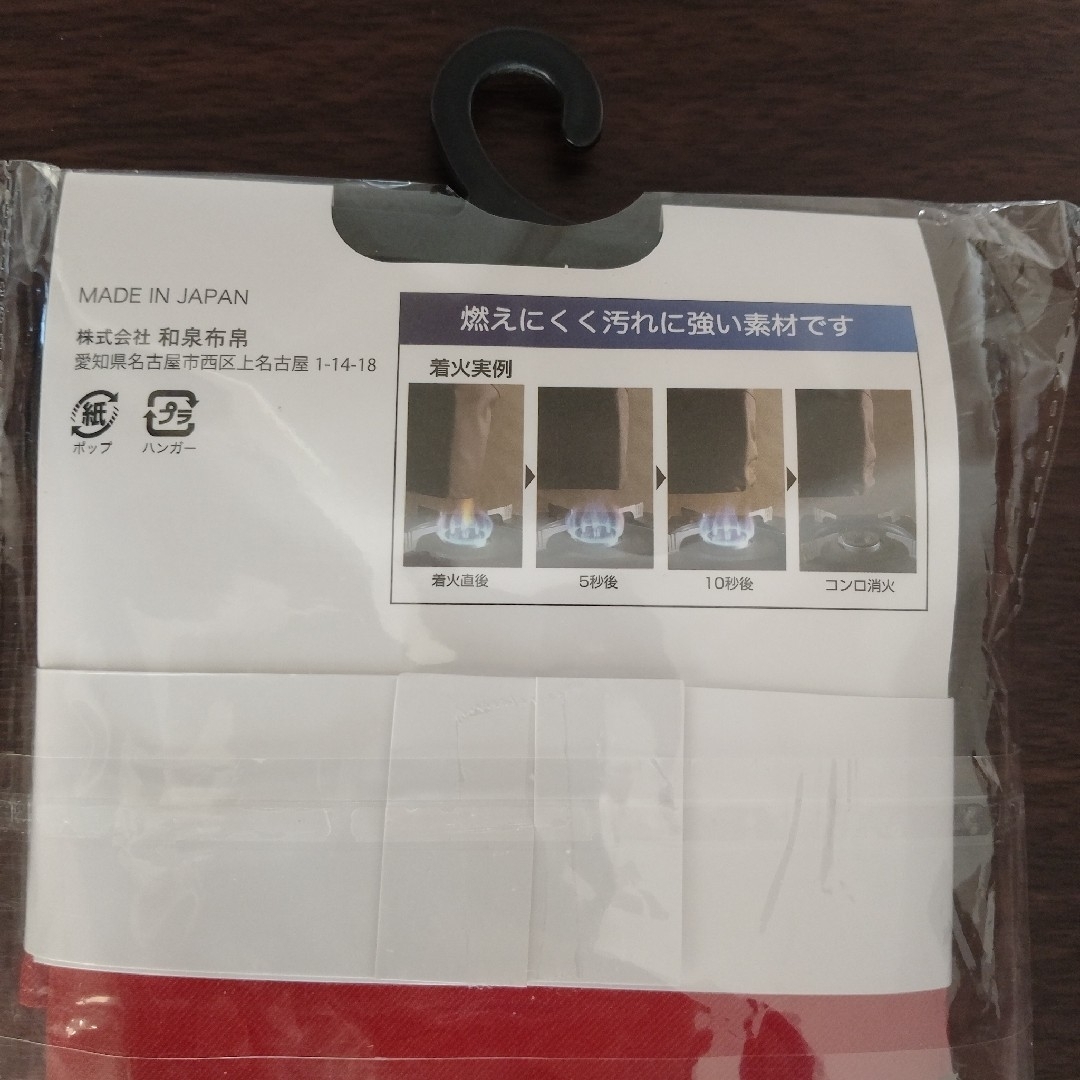 MADE IN JAPAN
株式会社 和泉布帛
愛知県名古屋市西区上名古屋 1-14-18
紙
プラ
ポップ
ハンガー
燃えにくく汚れに強い素材です
着火実例
着火直後
5秒後
10秒後
コンロ消火